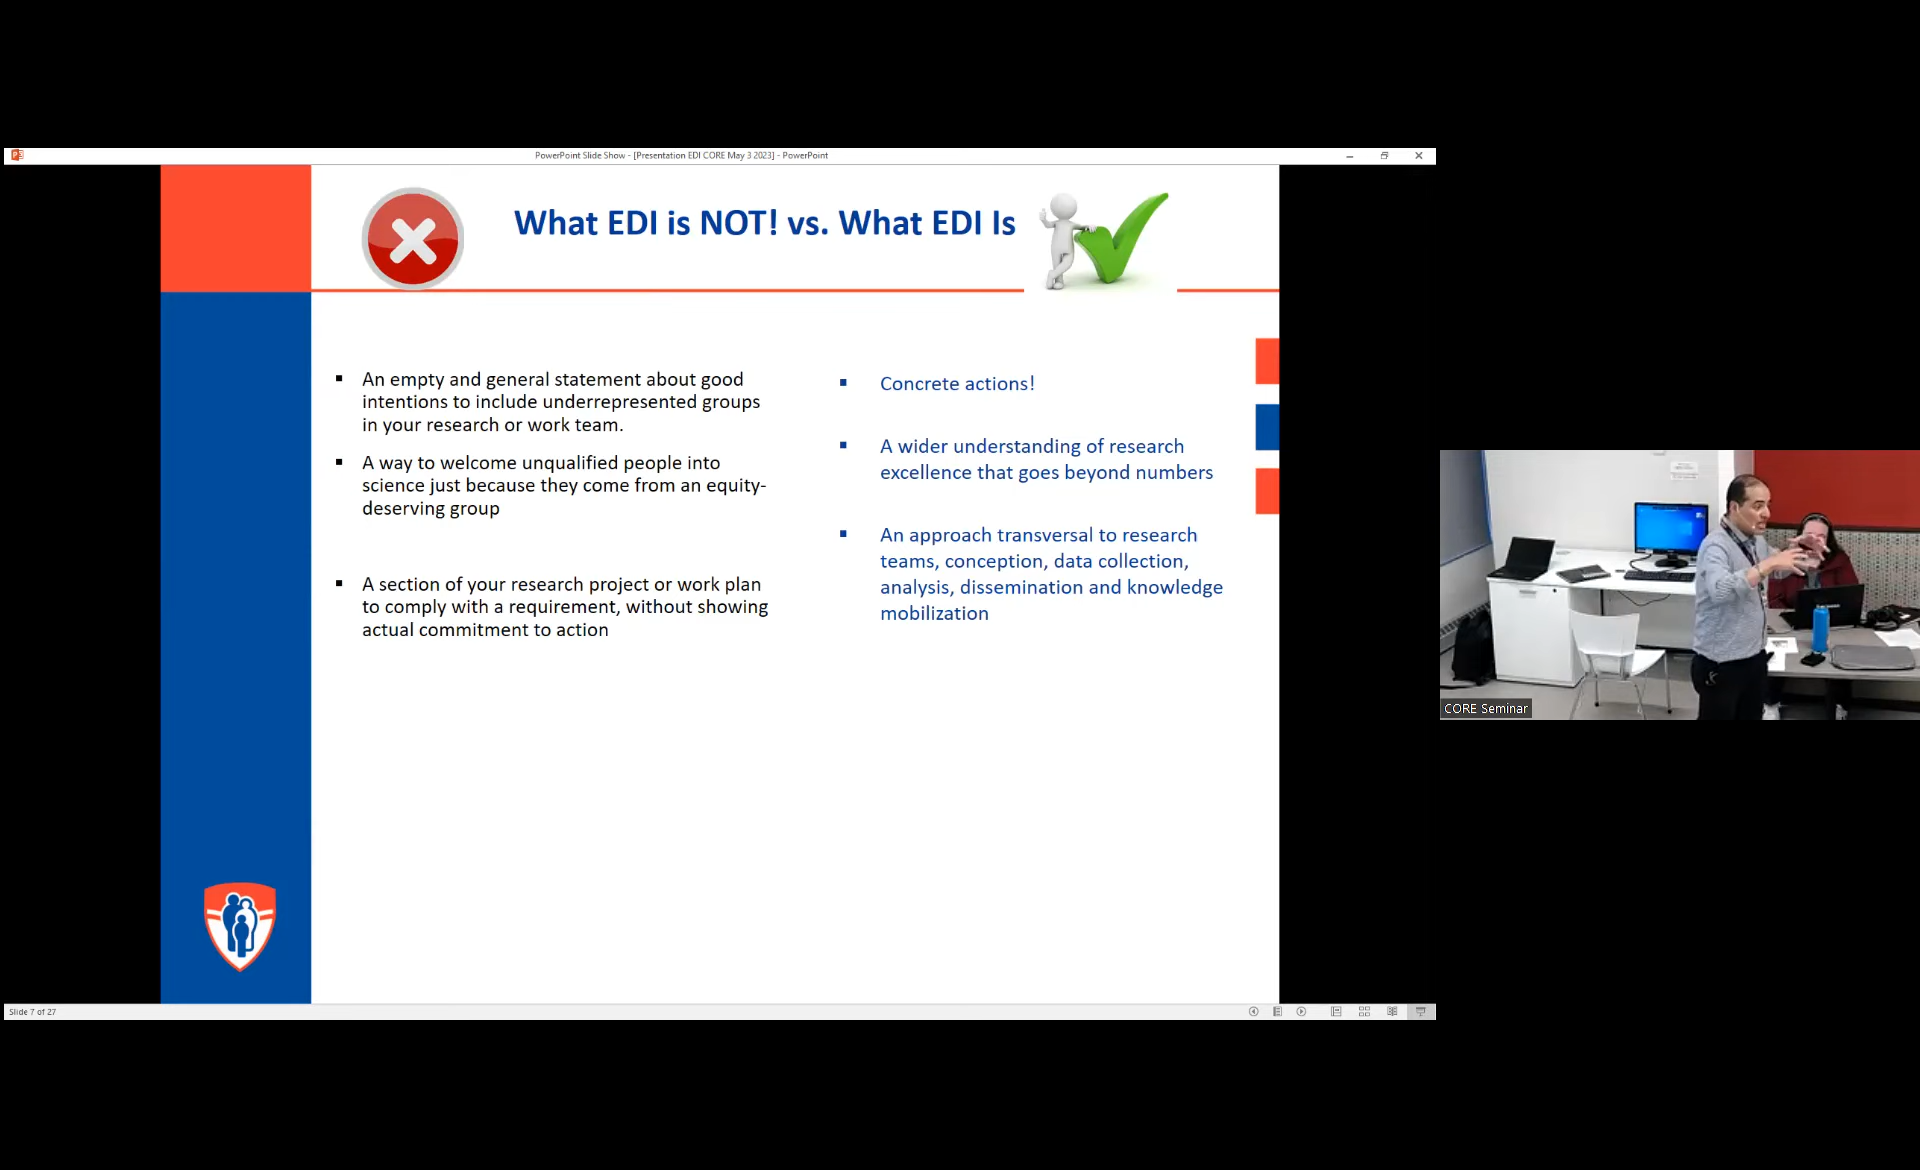 PowerPoint Slide Show - [Presentation EDI CORE May 3 2023] - PowerPoint
What EDI is NOT! vs. What EDI Is
▪ An empty and general statement about good
intentions to include underrepresented groups
in your research or work team.
▪ A way to welcome unqualified people into
science just because they come from an equity-
deserving group
▪ A section of your research project or work plan
to comply with a requirement, without showing
actual commitment to action
▪ Concrete actions!
▪ A wider understanding of research
excellence that goes beyond numbers
▪ An approach transversal to research
teams, conception, data collection,
analysis, dissemination and knowledge
mobilization
CORE Seminar
Slide 7 of 27